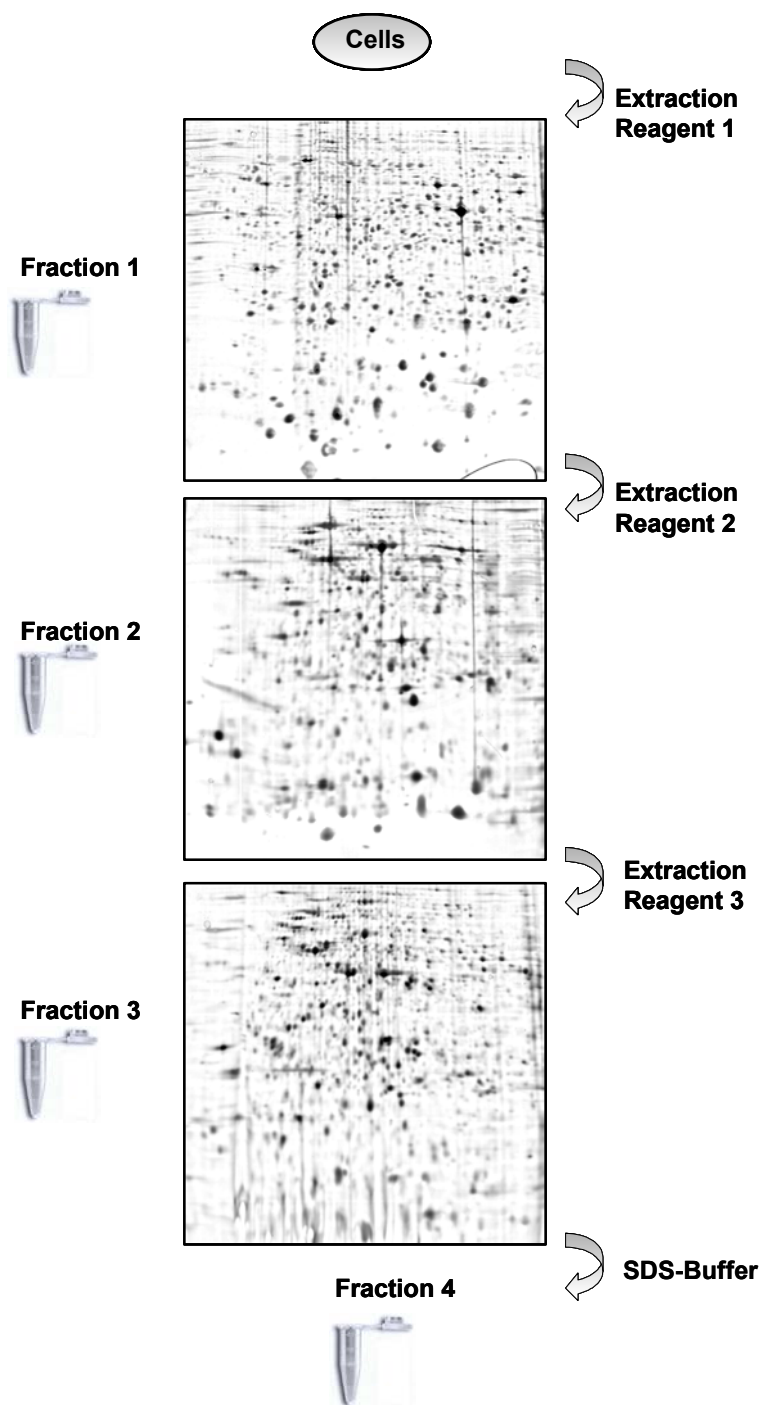 Cells
Extraction
Reagent 1
Fraction 1
Extraction
Reagent 2
Fraction 2
Extraction
Reagent 3
Fraction 3
SDS-Buffer
Fraction 4